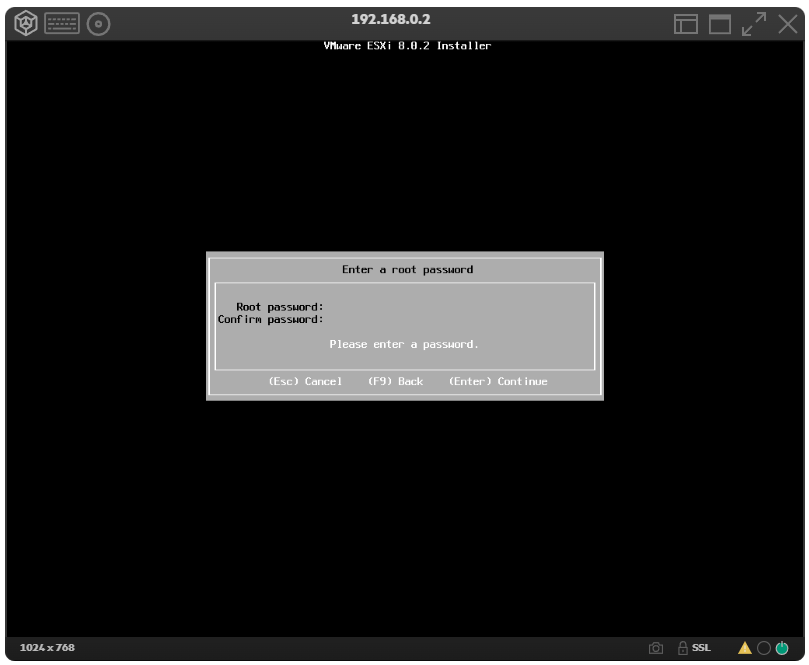 192.168.0.2
VMware ESXi 8.0.2 Installer
Enter a root password
Root password:
Confirm password:
Please enter a password.
(Esc) Cancel (F9) Back (Enter) Continue
1024 x 768 SSL